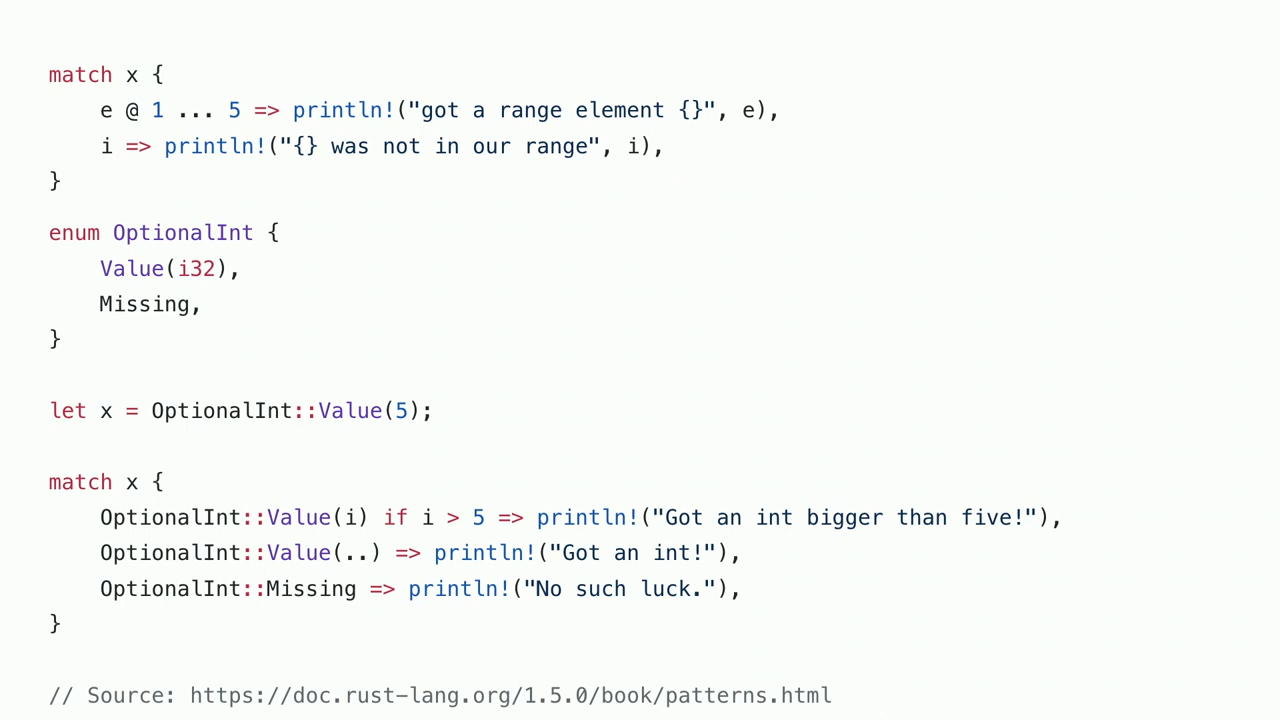 match x {
    e @ 1 ... 5 => println!("got a range element {}", e),
    i => println!("{} was not in our range", i),
}
enum OptionalInt {
    Value(i32),
    Missing,
}
let x = OptionalInt::Value(5);
match x {
    OptionalInt::Value(i) if i > 5 => println!("Got an int bigger than five!"),
    OptionalInt::Value(..) => println!("Got an int!"),
    OptionalInt::Missing => println!("No such luck."),
}
// Source: https://doc.rust-lang.org/1.5.0/book/patterns.html